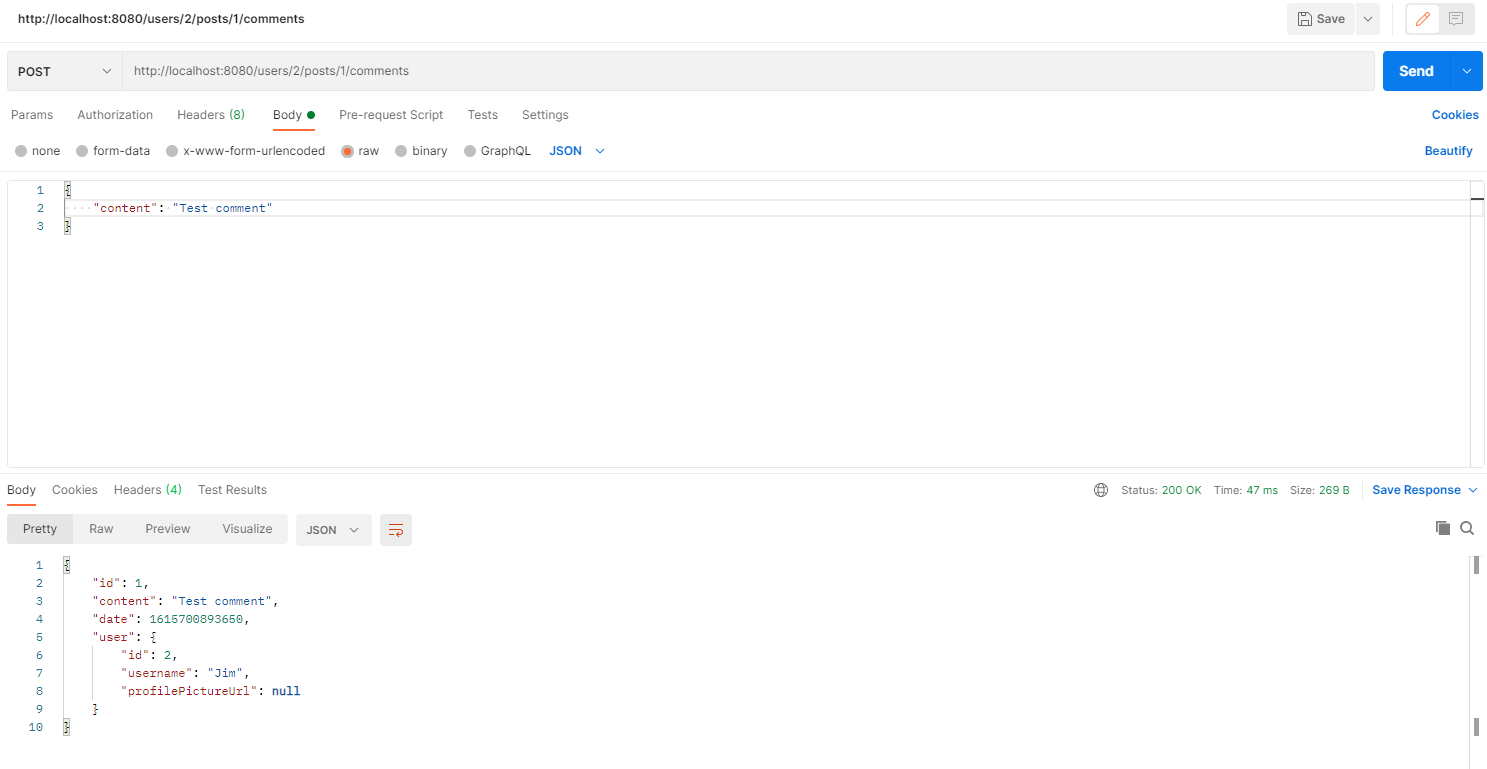 http://localhost:8080/users/2/posts/1/comments Save
POST http://localhost:8080/users/2/posts/1/comments Send
Params Authorization Headers (8) Body Pre-request Script Tests Settings Cookies
none form-data x-www-form-urlencoded raw binary GraphQL JSON Beautify
1 {
2 "content": "Test comment"
3 }
Body Cookies Headers (4) Test Results Status: 200 OK Time: 47 ms Size: 269 B Save Response
Pretty Raw Preview Visualize JSON
1 {
2 "id": 1,
3 "content": "Test comment",
4 "date": 1615700893650,
5 "user": {
6 "id": 2,
7 "username": "Jim",
8 "profilePictureUrl": null
9 }
10 }